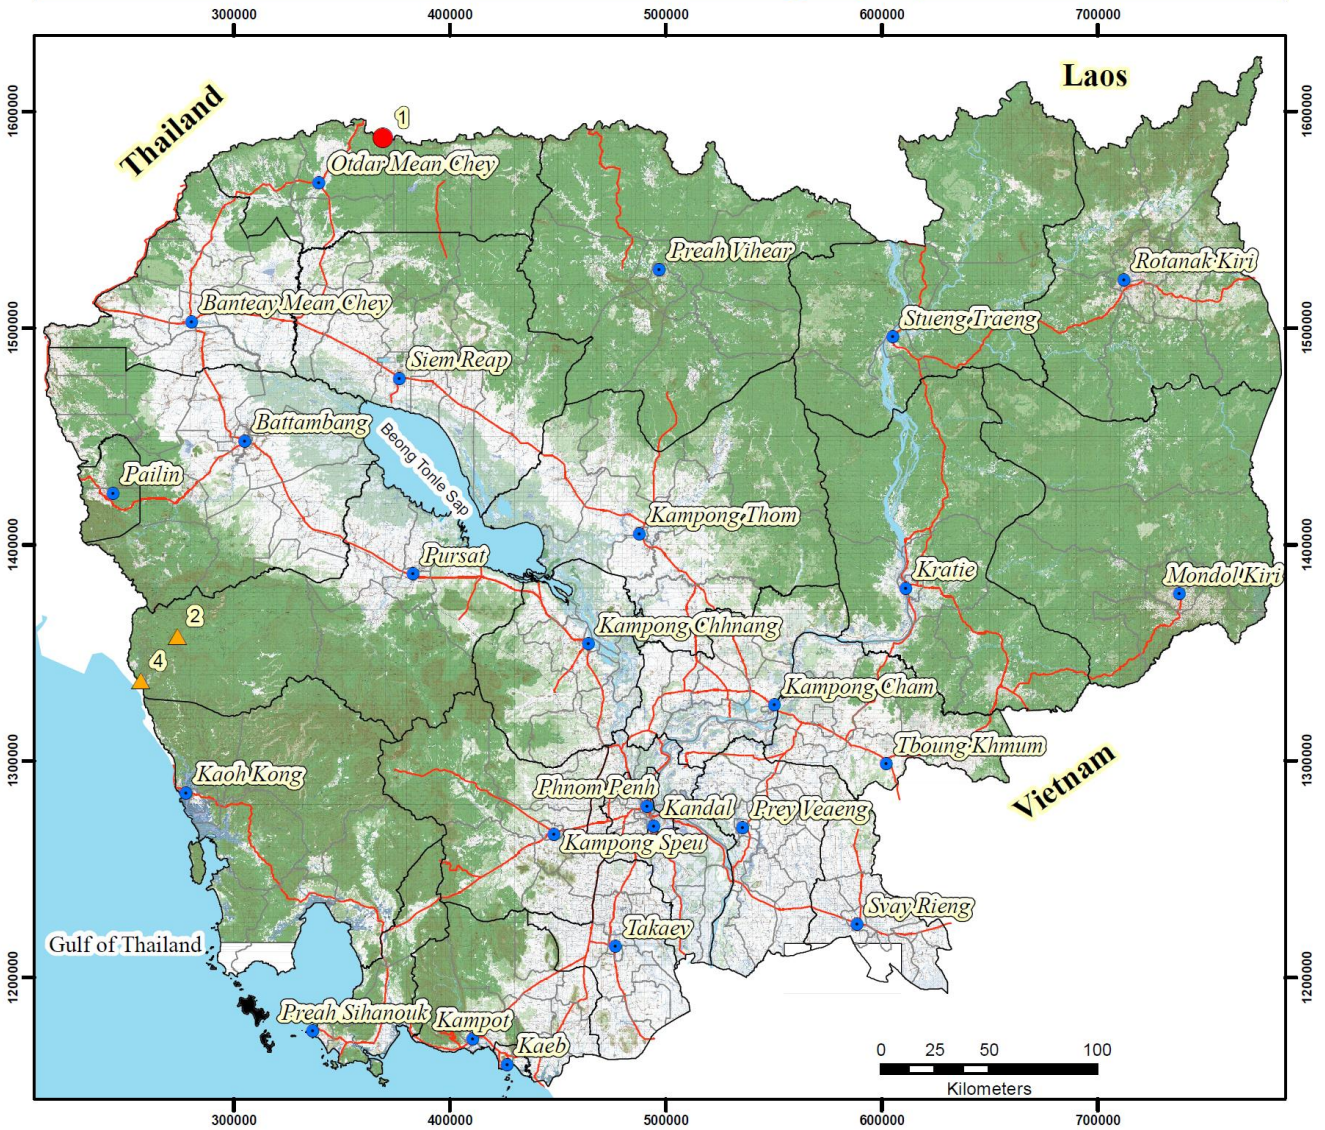 300000 400000 500000 600000 700000
Laos
Thailand
1600000
1600000
1
Otdar Mean Chey
Preah Vihear
Rotanak Kiri
Banteay Mean Chey
Stueng Traeng
1500000
1500000
Siem Reap
Battambang
Beong Tonle Sap
Pailin
Kampong Thom
1400000
1400000
Pursat
Kratie
Mondol Kiri
2
Kampong Chhnang
4
Kampong Cham
Tboung Khmum
1300000
1300000
Kaoh Kong
Vietnam
Phnom Penh
Kandal
Prey Veaeng
Kampong Speu
Svay Rieng
Takaev
Gulf of Thailand
1200000
1200000
Preah Sihanouk
Kampot
Kaeb
0 25 50 100
Kilometers
300000 400000 500000 600000 700000